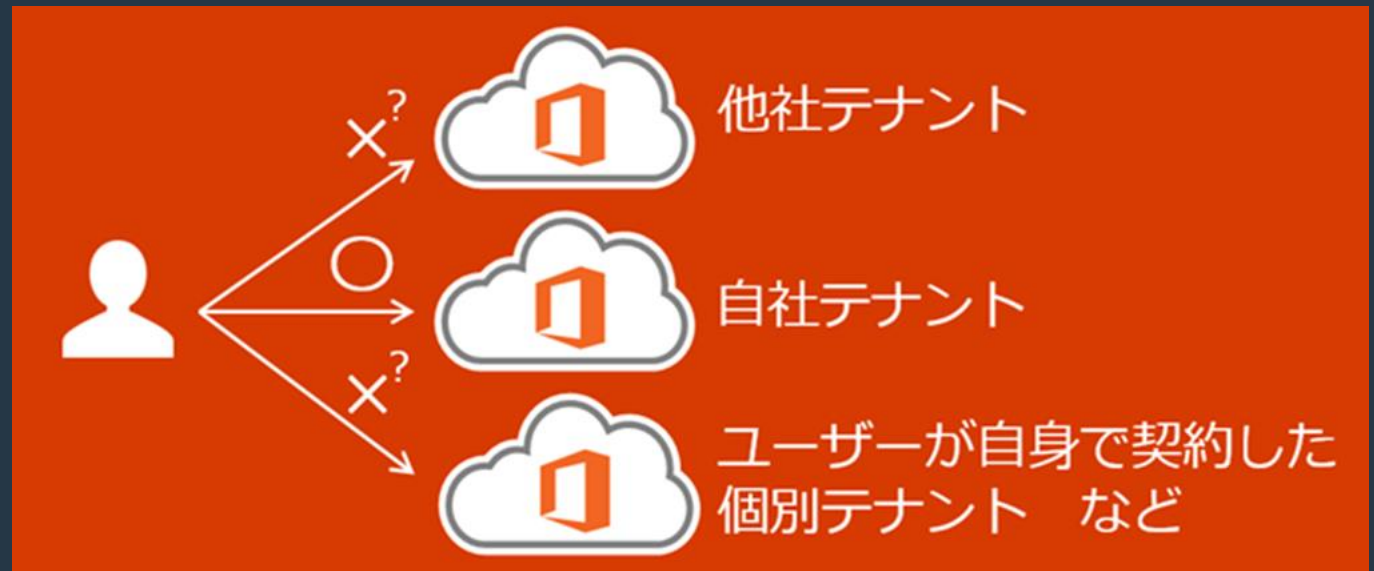 ×?
他社テナント
○
自社テナント
×?
ユーザーが自身で契約した
個別テナント など